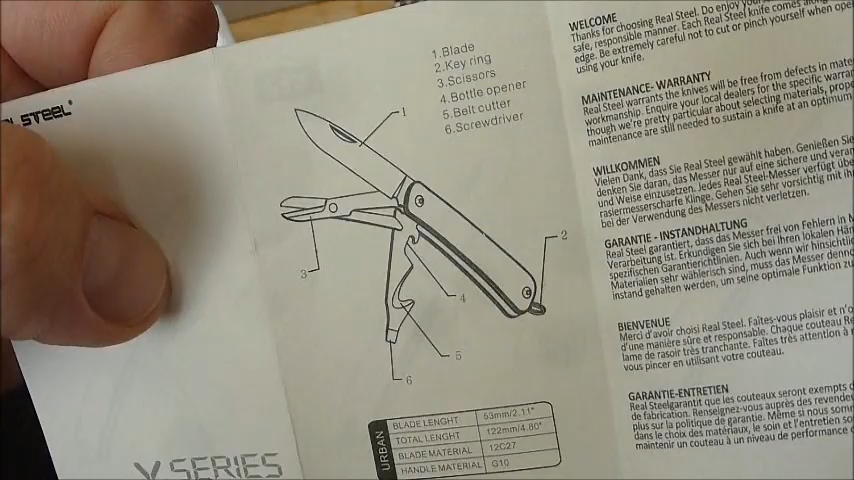 STEEL
1.Blade
2.Key ring
3.Scissors
4.Bottle opener
5.Belt cutter
6.Screwdriver
1
2
3
4
5
6
URBAN
BLADE LENGHT 53mm/2.11"
TOTAL LENGHT 122mm/4.80"
BLADE MATERIAL 12C27
HANDLE MATERIAL G10
SERIES
WELCOME
Thanks for choosing Real Steel. Do enjoy
safe, responsible manner. Each Real Steel knife comes
edge. Be extremely careful not to cut or pinch yourself when
using your knife.
MAINTENANCE- WARRANTY
Real Steel warrants the knives will be free from defects in
workmanship. Enquire your local dealers for the specific
though we're pretty particular about selecting materials,
maintenance are still needed to sustain a knife at an optimum
WILLKOMMEN
Vielen Dank, dass Sie Real Steel gewählt haben. Genießen
denken Sie daran, das Messer nur auf eine sichere und
und Weise einzusetzen. Jedes Real Steel-Messer verfügt
rasiermesserscharfe Klinge. Gehen Sie sehr vorsichtig mit
bei der Verwendung des Messers nicht verletzen.
GARANTIE - INSTANDHALTUNG
Real Steel garantiert, dass das Messer frei von Fehlern in
Verarbeitung ist. Erkundigen Sie sich bei Ihren lokalen
spezifischen Garantierichtlinien. Auch wenn wir hinsichtlich
Materialien sehr wählerisch sind, muss das Messer dennoch
instand gehalten werden, um seine optimale Funktion
BIENVENUE
Merci d'avoir choisi Real Steel. Faites-vous plaisir et
d'une manière sûre et responsable. Chaque couteau
lame de rasoir très tranchante. Faites très attention à
vous pincer en utilisant votre couteau.
GARANTIE-ENTRETIEN
Real Steelgarantit que les couteaux seront exempts
de fabrication. Renseignez-vous auprès des
plus sur la politique de garantie. Même si nous
dans le choix des matériaux, le soin et l'entretien sont
maintenir un couteau à un niveau de performance